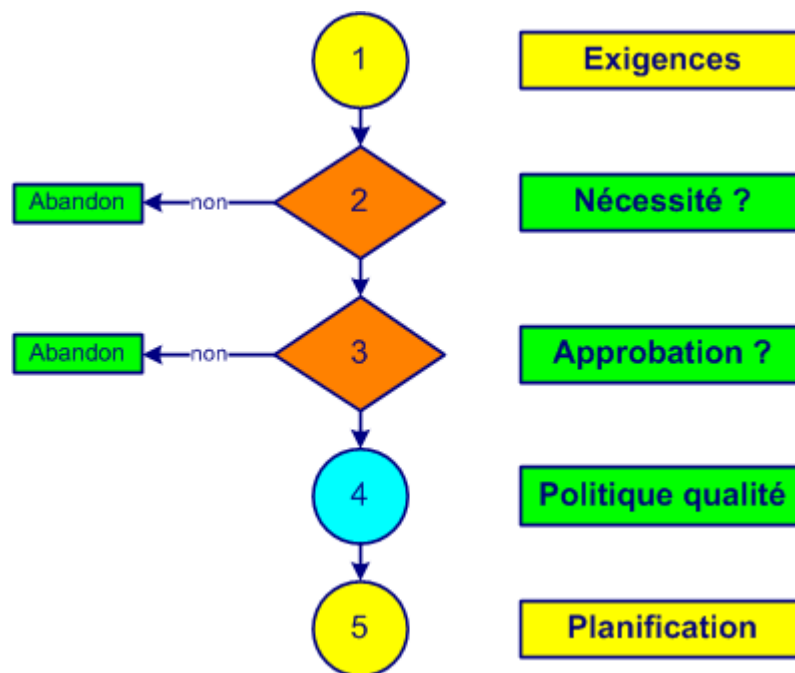 1
Exigences
Abandon
non
2
Nécessité ?
Abandon
non
3
Approbation ?
4
Politique qualité
5
Planification